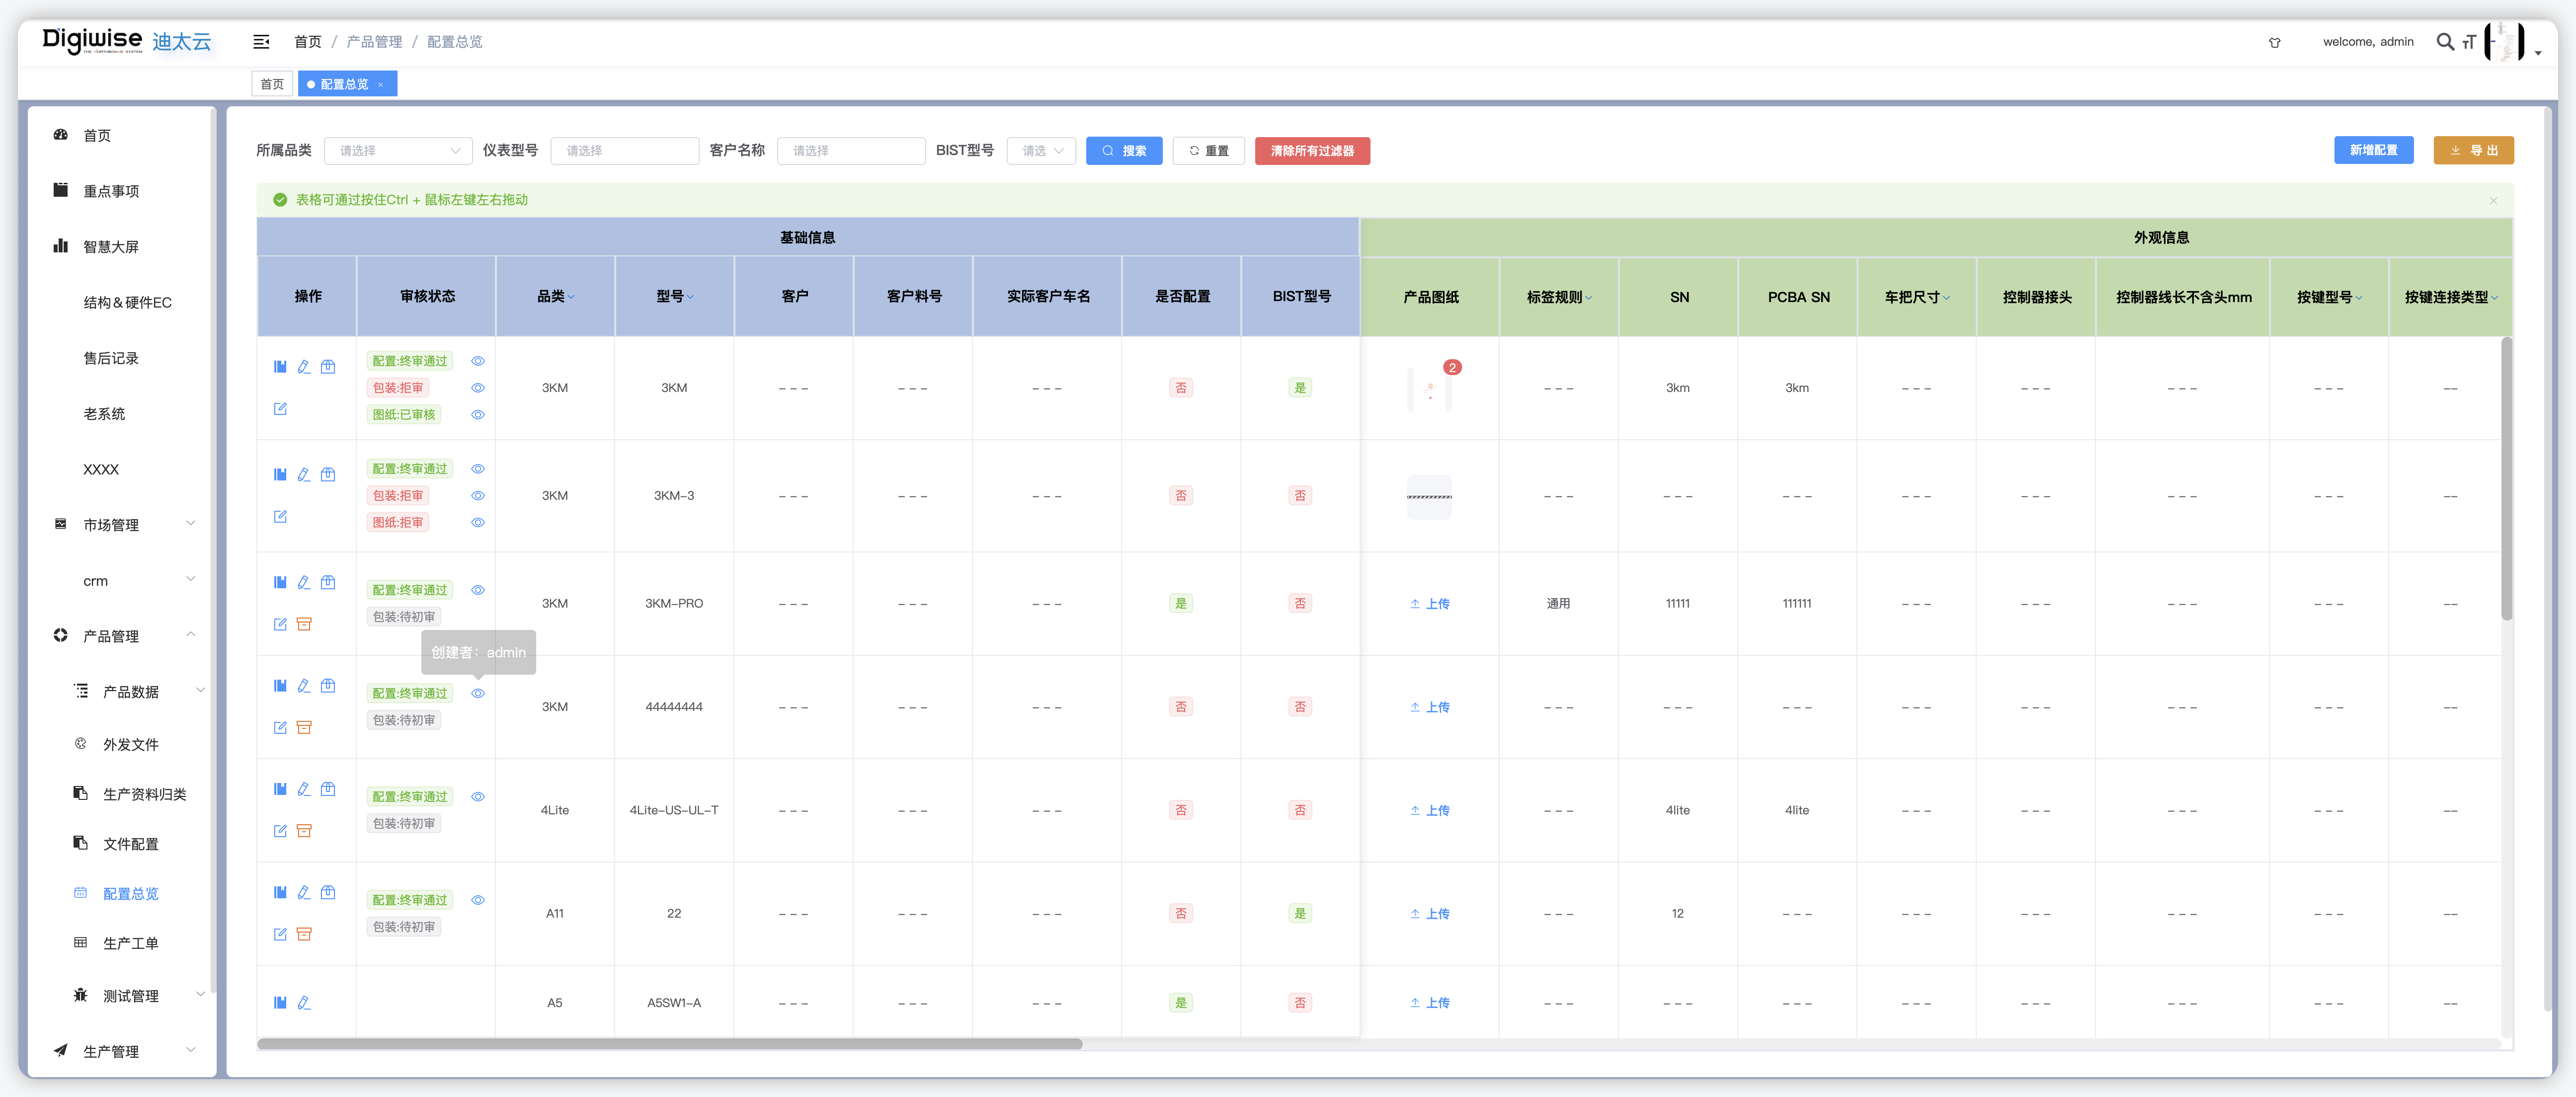 Digiwise 迪太云
首页 / 产品管理 / 配置总览
welcome, admin
首页
配置总览 ×
首页
重点事项
智慧大屏
结构＆硬件EC
售后记录
老系统
XXXX
市场管理
crm
产品管理
产品数据
外发文件
生产资料归类
文件配置
配置总览
生产工单
测试管理
生产管理
所属品类 请选择 仪表型号 请选择 客户名称 请选择 BIST型号 请选 搜索 重置 清除所有过滤器 新增配置 导 出
表格可通过按住Ctrl + 鼠标左键左右拖动
基础信息 外观信息
操作 审核状态 品类 型号 客户 客户料号 实际客户车名 是否配置 BIST型号 产品图纸 标签规则 SN PCBA SN 车把尺寸 控制器接头 控制器线长不含头mm 按键型号 按键连接类型
配置:终审通过
包装:拒审
图纸:已审核
3KM 3KM --- --- --- 否 是 2 --- 3km 3km --- --- --- --- --
配置:终审通过
包装:拒审
图纸:拒审
3KM 3KM-3 --- --- --- 否 否 --- --- --- --- --- --- --- --
配置:终审通过
包装:待初审
3KM 3KM-PRO --- --- --- 是 否 上传 通用 11111 111111 --- --- --- --- --
创建者：admin
配置:终审通过
包装:待初审
3KM 44444444 --- --- --- 否 否 上传 --- --- --- --- --- --- --- --
配置:终审通过
包装:待初审
4Lite 4Lite-US-UL-T --- --- --- 否 否 上传 --- 4lite 4lite --- --- --- --- --
配置:终审通过
包装:待初审
A11 22 --- --- --- 否 是 上传 --- 12 --- --- --- --- --- --
A5 A5SW1-A --- --- --- 是 否 上传 --- --- --- --- --- --- --- --